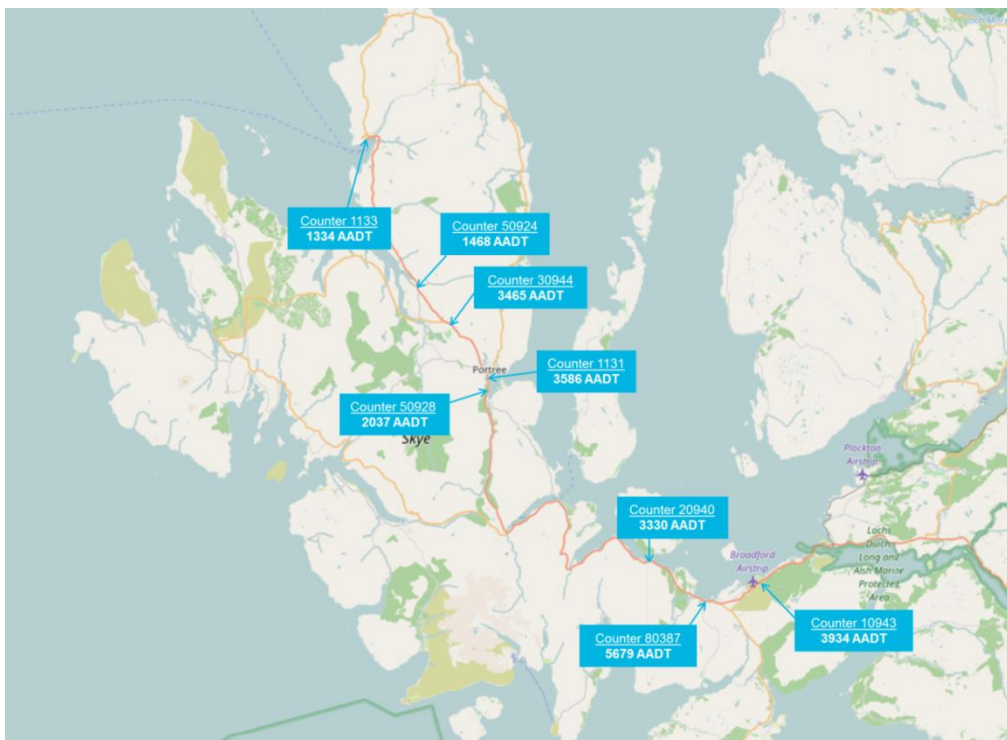 Counter 1133
1334 AADT
Counter 50924
1468 AADT
Counter 30944
3465 AADT
Portree
Counter 1131
3586 AADT
Counter 50928
2037 AADT
Skye
Plockton
Airstrip
Counter 20940
3330 AADT
Broadford
Airstrip
Lochs
Duich,
Long and
Alsh Marine
Protected
Area
Counter 80387
5679 AADT
Counter 10943
3934 AADT